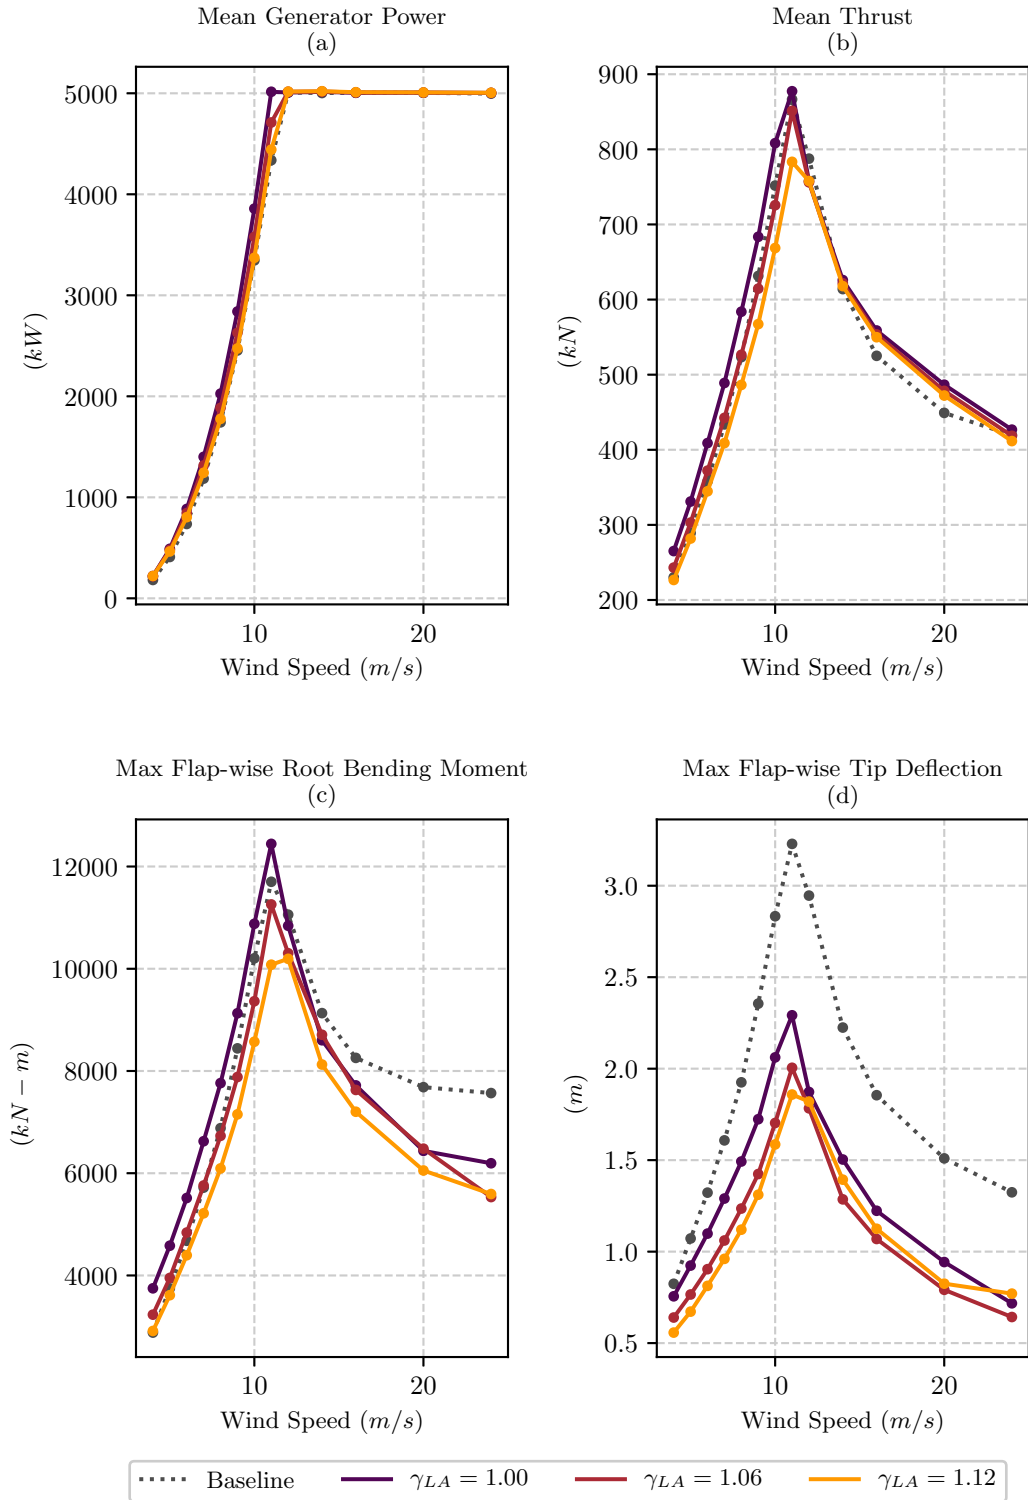 Mean Generator Power
(a)
5000
4000
3000
2000
1000
0
(kW)
10 20
Wind Speed (m/s)
Mean Thrust
(b)
900
800
700
600
500
400
300
200
(kN)
10 20
Wind Speed (m/s)
Max Flap-wise Root Bending Moment
(c)
12000
10000
8000
6000
4000
(kN − m)
10 20
Wind Speed (m/s)
Max Flap-wise Tip Deflection
(d)
3.0
2.5
2.0
1.5
1.0
0.5
(m)
10 20
Wind Speed (m/s)
Baseline γLA = 1.00 γLA = 1.06 γLA = 1.12